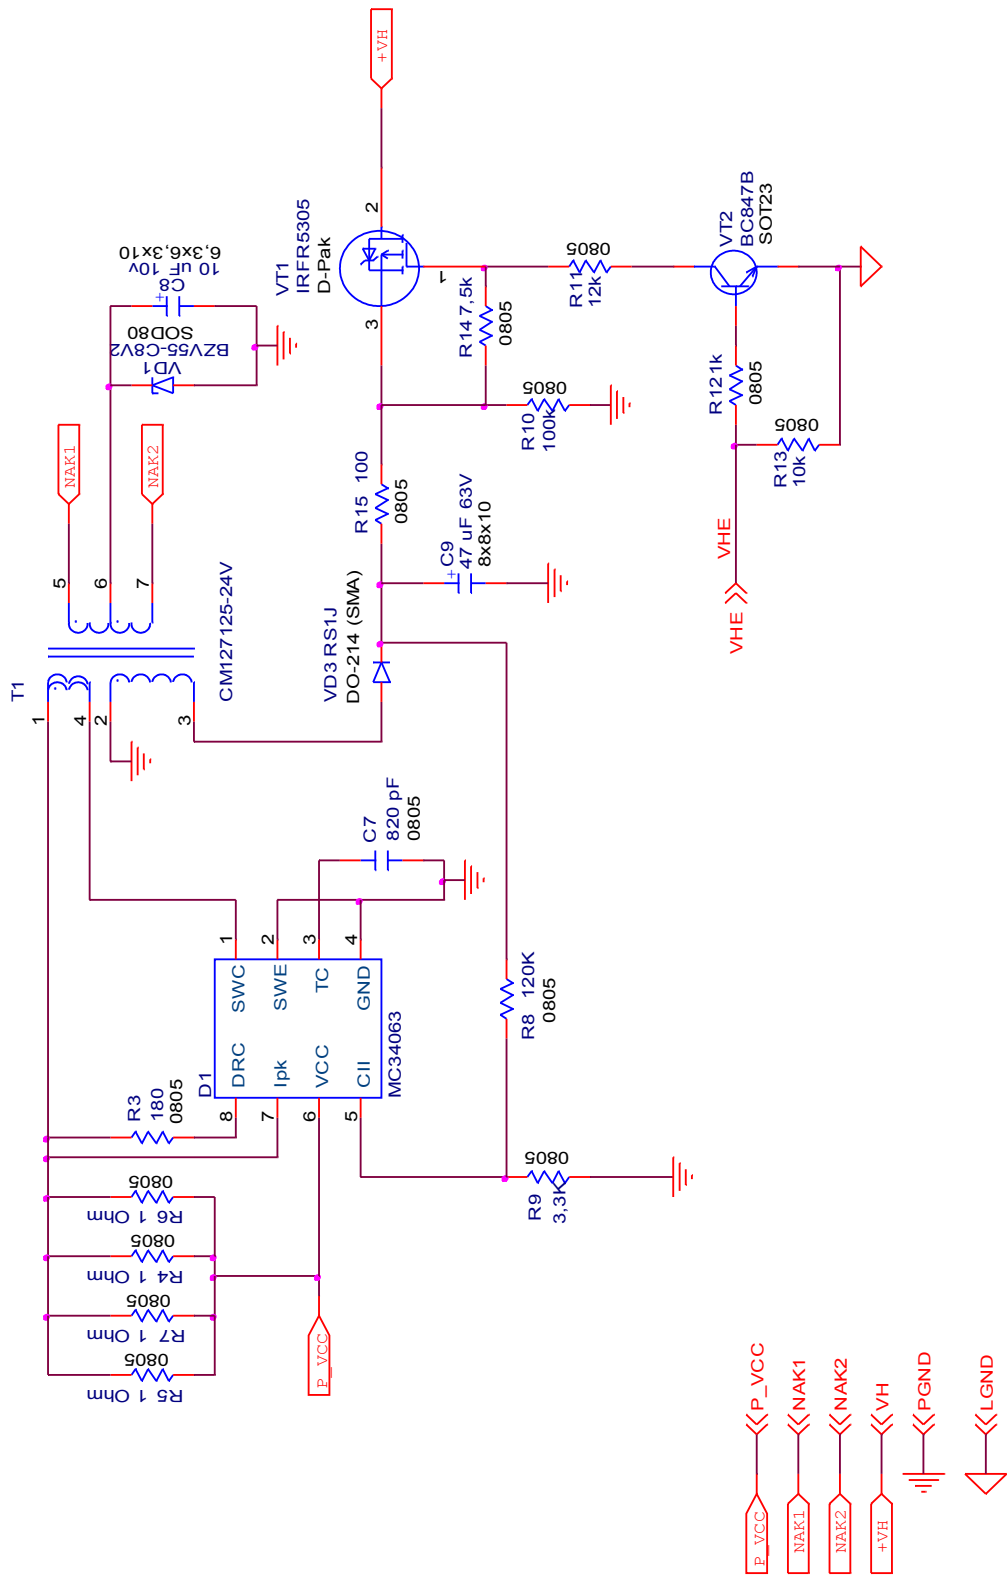 +VH
2
VT1
IRFR5305
D-Pak
3
1
C8
10 uF 10v
6,3x6,3x10
+
VD1
BZV55-C8V2
SOD80
NAK1
NAK2
5
6
7
T1
CM127125-24V
1
4
2
3
R14 7,5k
0805
R11
12k
0805
VT2
BC847B
SOT23
R12 1k
0805
R13
10k
0805
VHE
VHE
R10
100K
0805
R15 100
0805
+
C9
47 uF 63V
8x8x10
VD3 RS1J
DO-214 (SMA)
C7
820 pF
0805
1
2
3
4
SWC
SWE
TC
GND
DRC
Ipk
VCC
CII
D1
MC34063
8
7
6
5
R8 120K
0805
R9
3,3K
0805
R3
180
0805
R6 1 Ohm
0805
R4 1 Ohm
0805
R7 1 Ohm
0805
R5 1 Ohm
0805
P_VCC
P_VCC
P_VCC
NAK1
NAK1
NAK2
NAK2
+VH
VH
PGND
LGND